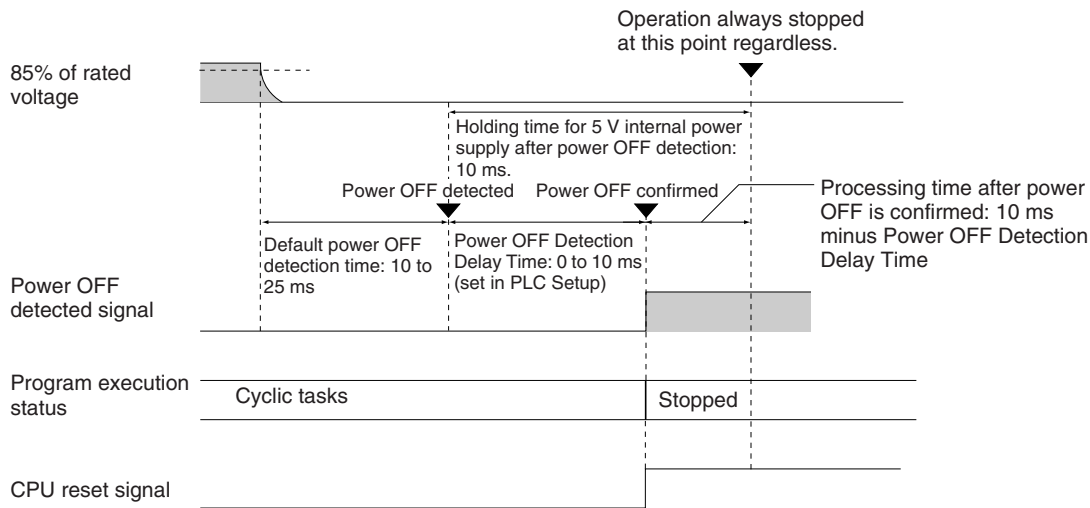 Operation always stopped
at this point regardless.
85% of rated
voltage
Holding time for 5 V internal power
supply after power OFF detection:
10 ms.
Power OFF detected
Power OFF confirmed
Processing time after power
OFF is confirmed: 10 ms
minus Power OFF Detection
Delay Time
Default power OFF
detection time: 10 to
25 ms
Power OFF Detection
Delay Time: 0 to 10 ms
(set in PLC Setup)
Power OFF
detected signal
Program execution
status
Cyclic tasks
Stopped
CPU reset signal